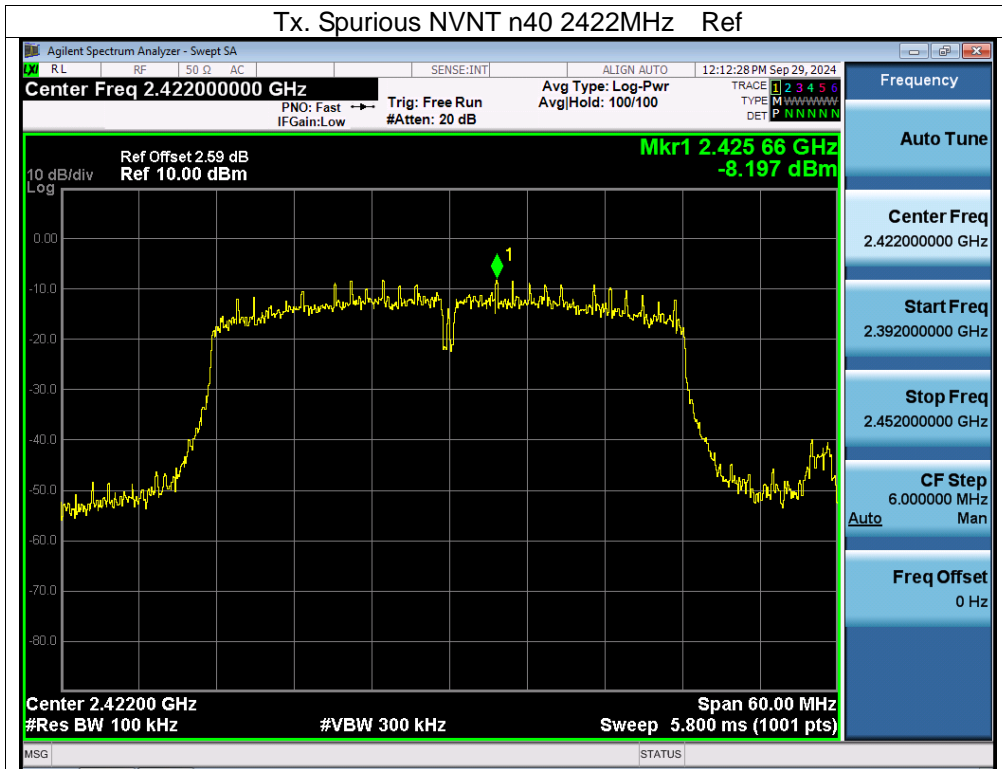 Tx. Spurious NVNT n40 2422MHz Ref
Agilent Spectrum Analyzer - Swept SA
LXI RL RF 50 Ω AC SENSE:INT ALIGN AUTO 12:12:28 PM Sep 29, 2024
Center Freq 2.422000000 GHz
PNO: Fast
IFGain:Low
Trig: Free Run
#Atten: 20 dB
Avg Type: Log-Pwr
Avg|Hold: 100/100
TRACE 1 2 3 4 5 6
TYPE M WWWWW
DET P N N N N N
Mkr1 2.425 66 GHz
-8.197 dBm
Ref Offset 2.59 dB
10 dB/div Ref 10.00 dBm
Log
1
0.00
-10.0
-20.0
-30.0
-40.0
-50.0
-60.0
-70.0
-80.0
Center 2.42200 GHz Span 60.00 MHz
#Res BW 100 kHz #VBW 300 kHz Sweep 5.800 ms (1001 pts)
MSG STATUS
Frequency
Auto Tune
Center Freq
2.422000000 GHz
Start Freq
2.392000000 GHz
Stop Freq
2.452000000 GHz
CF Step
6.000000 MHz
Auto Man
Freq Offset
0 Hz